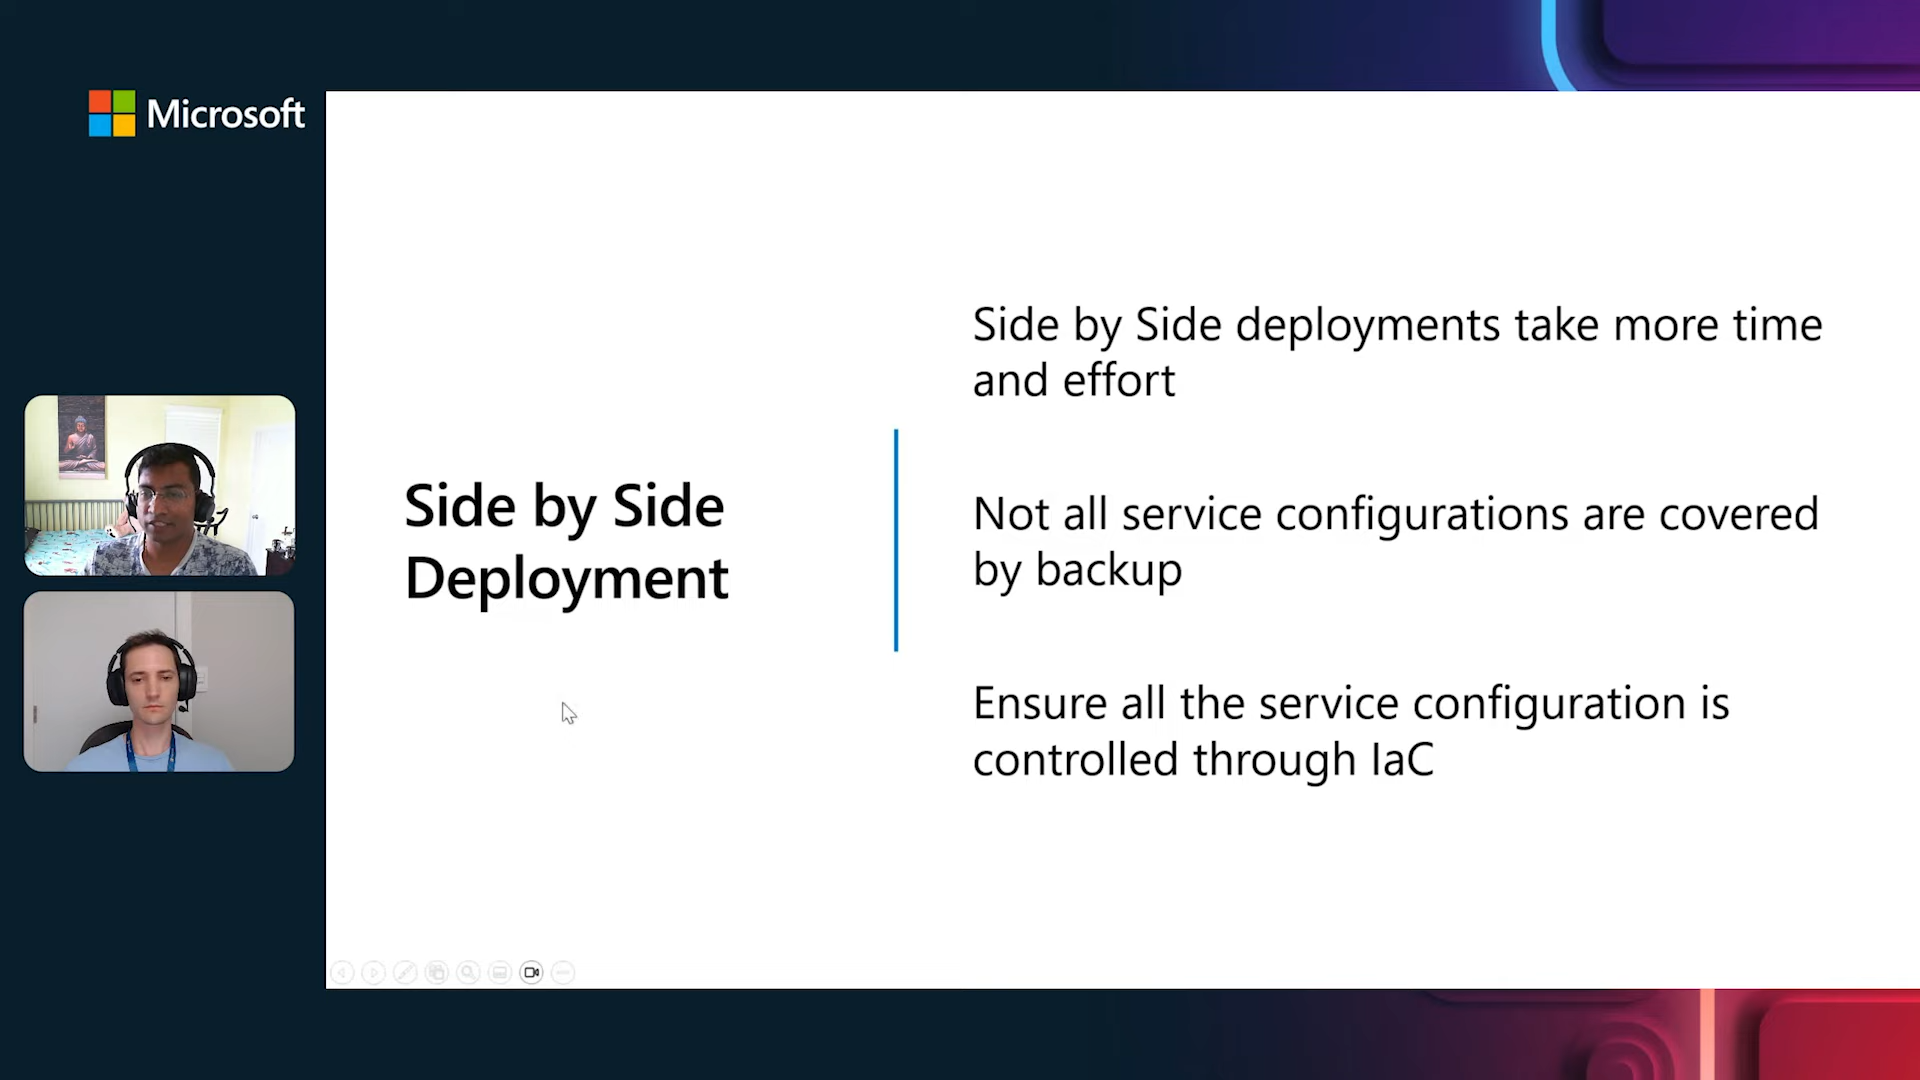 Microsoft
Side by Side
Deployment
Side by Side deployments take more time
and effort
Not all service configurations are covered
by backup
Ensure all the service configuration is
controlled through IaC